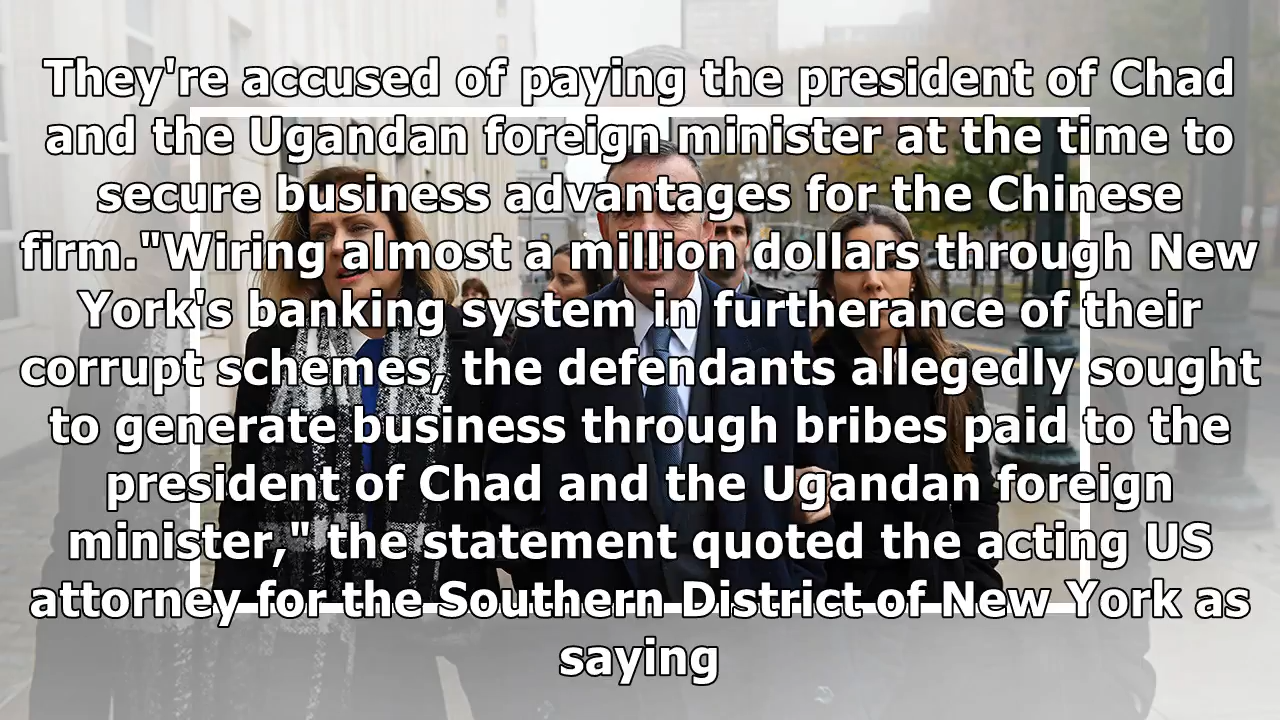 They're accused of paying the president of Chad
and the Ugandan foreign minister at the time to
secure business advantages for the Chinese
firm."Wiring almost a million dollars through New
York's banking system in furtherance of their
corrupt schemes, the defendants allegedly sought
to generate business through bribes paid to the
president of Chad and the Ugandan foreign
minister," the statement quoted the acting US
attorney for the Southern District of New York as
saying